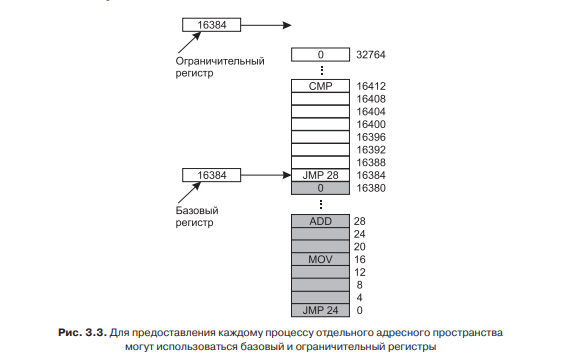 16384
Ограничительный
регистр
0 32764
CMP 16412
16408
16404
16400
16396
16392
16388
16384
JMP 28 16384
0 16380
Базовый
регистр
ADD 28
24
20
MOV 16
12
8
4
JMP 24 0
Рис. 3.3. Для предоставления каждому процессу отдельного адресного пространства
могут использоваться базовый и ограничительный регистры